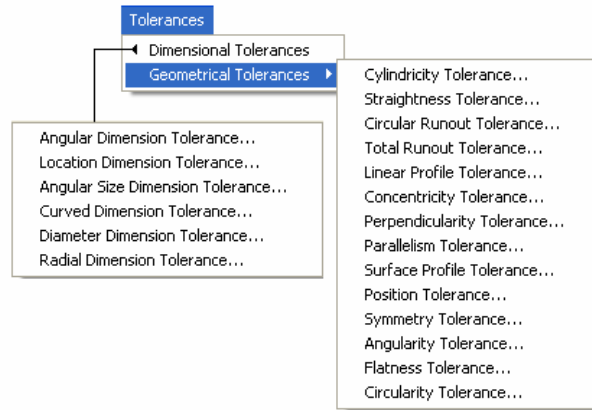 Tolerances
Dimensional Tolerances
Geometrical Tolerances
Angular Dimension Tolerance...
Location Dimension Tolerance...
Angular Size Dimension Tolerance...
Curved Dimension Tolerance...
Diameter Dimension Tolerance...
Radial Dimension Tolerance...
Cylindricity Tolerance...
Straightness Tolerance...
Circular Runout Tolerance...
Total Runout Tolerance...
Linear Profile Tolerance...
Concentricity Tolerance...
Perpendicularity Tolerance...
Parallelism Tolerance...
Surface Profile Tolerance...
Position Tolerance...
Symmetry Tolerance...
Angularity Tolerance...
Flatness Tolerance...
Circularity Tolerance...